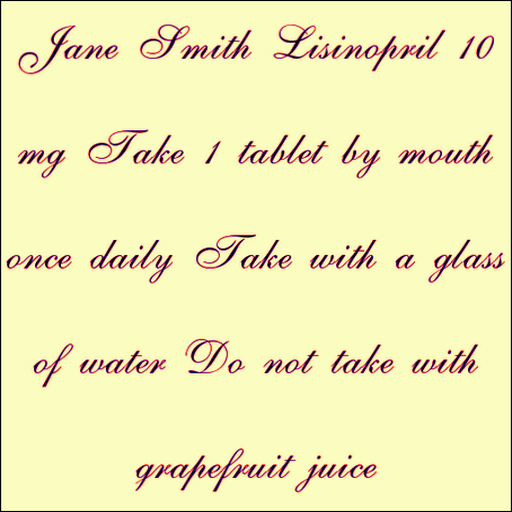 Jane Smith Lisinopril 10
mg Take 1 tablet by mouth
once daily Take with a glass
of water Do not take with
grapefruit juice